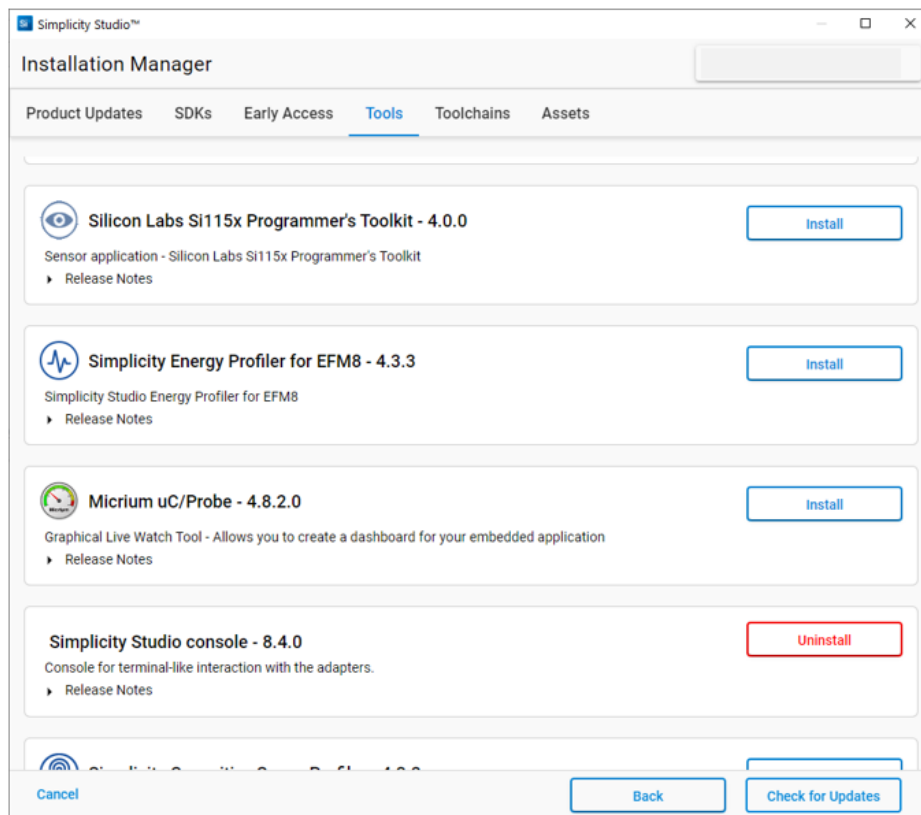 Simplicity Studio™
Installation Manager
Product Updates SDKs Early Access Tools Toolchains Assets
Silicon Labs Si115x Programmer's Toolkit - 4.0.0
Install
Sensor application - Silicon Labs Si115x Programmer's Toolkit
Release Notes
Simplicity Energy Profiler for EFM8 - 4.3.3
Install
Simplicity Studio Energy Profiler for EFM8
Release Notes
Micrium uC/Probe - 4.8.2.0
Install
Graphical Live Watch Tool - Allows you to create a dashboard for your embedded application
Release Notes
Simplicity Studio console - 8.4.0
Uninstall
Console for terminal-like interaction with the adapters.
Release Notes
Cancel Back Check for Updates